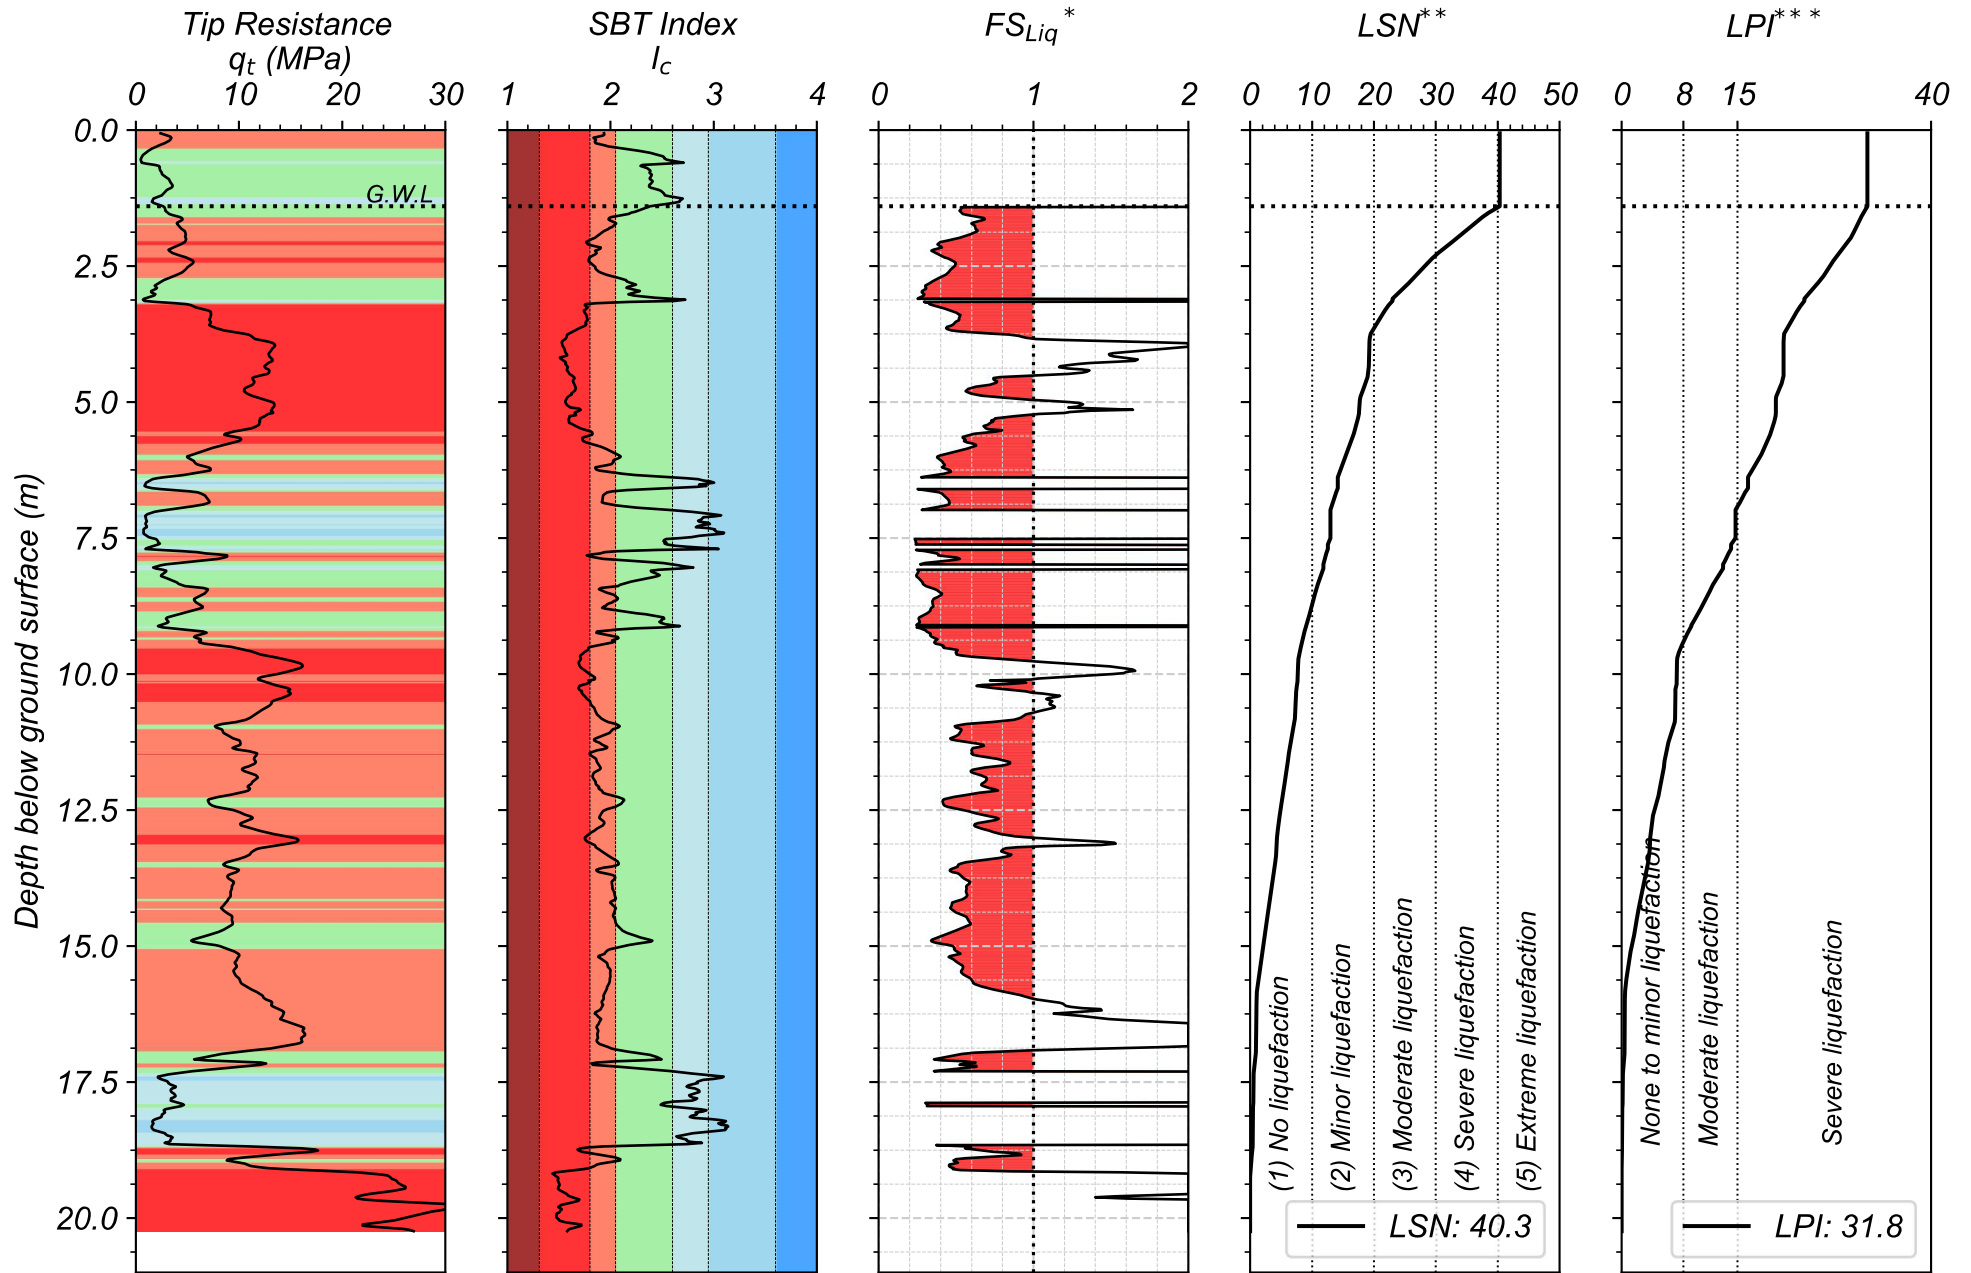 Tip Resistance
qt (MPa)
0 10 20 30
SBT Index
Ic
1 2 3 4
FSLiq*
0 1 2
LSN**
0 10 20 30 40 50
LPI***
0 8 15 40
Depth below ground surface (m)
0.0
2.5
5.0
7.5
10.0
12.5
15.0
17.5
20.0
G.W.L
(1) No liquefaction
(2) Minor liquefaction
(3) Moderate liquefaction
(4) Severe liquefaction
(5) Extreme liquefaction
LSN: 40.3
None to minor liquefaction
Moderate liquefaction
Severe liquefaction
LPI: 31.8